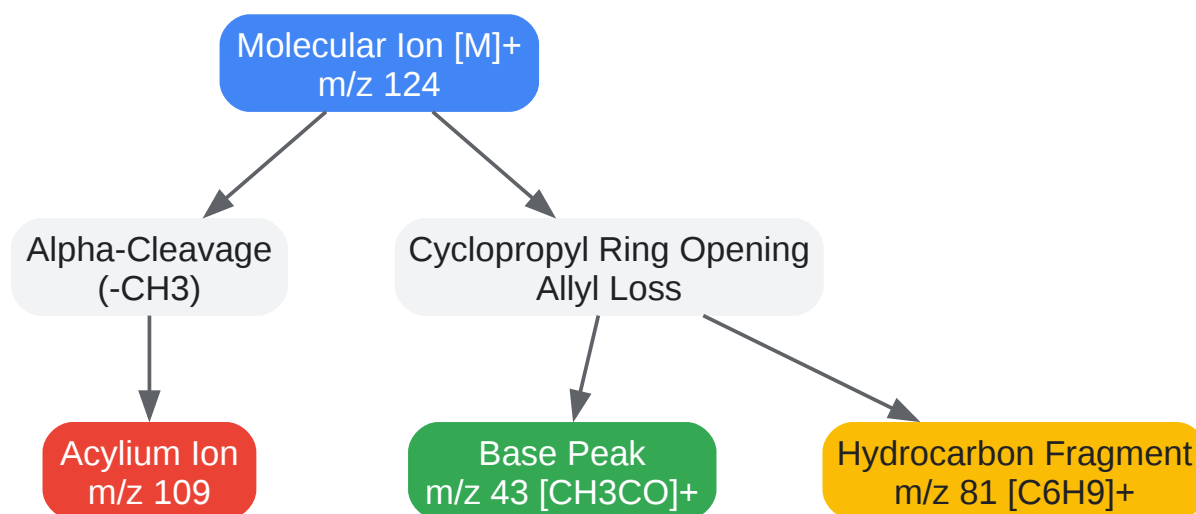 Molecular Ion [M]+
m/z 124
Alpha-Cleavage
(-CH3)
Cyclopropyl Ring Opening
Allyl Loss
Acylium Ion
m/z 109
Base Peak
m/z 43 [CH3CO]+
Hydrocarbon Fragment
m/z 81 [C6H9]+